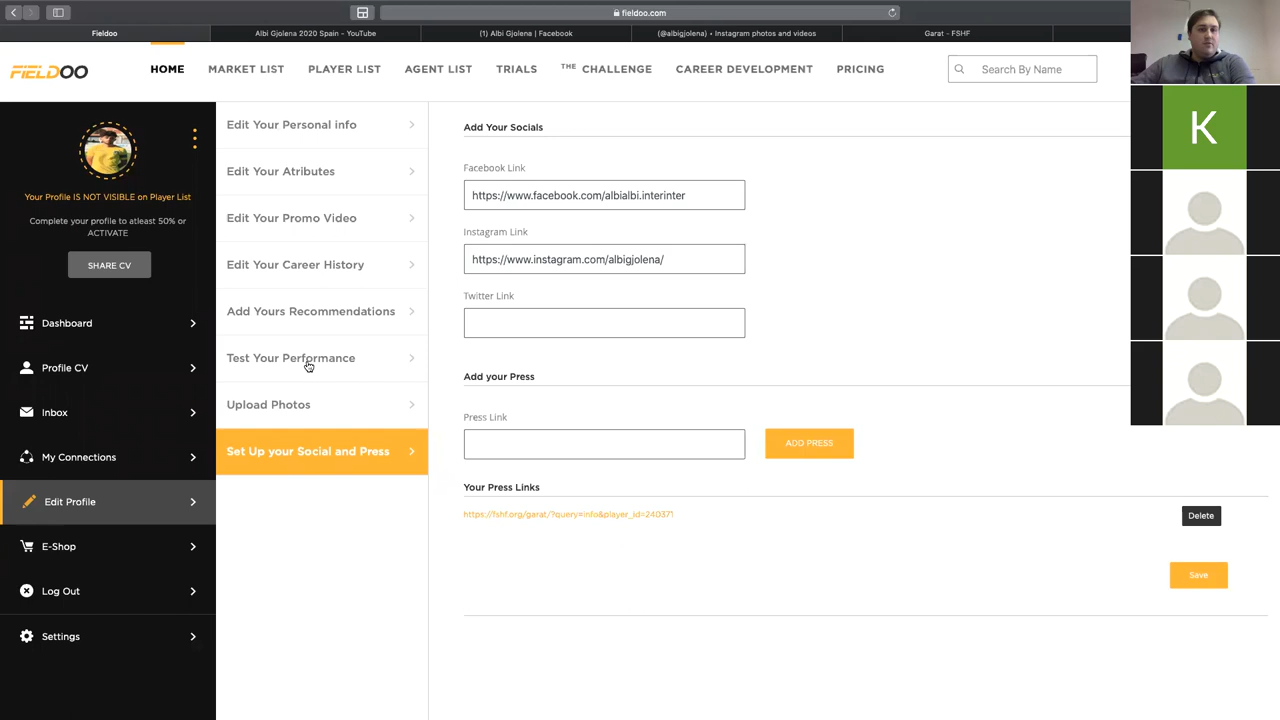 fieldoo.com
Fieldoo
Albi Gjolena 2020 Spain - YouTube
(1) Albi Gjolena | Facebook
(@albigjolena) • Instagram photos and videos
Garat - FSHF
FIELDOO
HOME
MARKET LIST
PLAYER LIST
AGENT LIST
TRIALS
THE CHALLENGE
CAREER DEVELOPMENT
PRICING
Search By Name
K
Your Profile IS NOT VISIBLE on Player List
Complete your profile to atleast 50% or
ACTIVATE
SHARE CV
Dashboard
Profile CV
Inbox
My Connections
Edit Profile
E-Shop
Log Out
Settings
Edit Your Personal info
Edit Your Atributes
Edit Your Promo Video
Edit Your Career History
Add Yours Recommendations
Test Your Performance
Upload Photos
Set Up your Social and Press
Add Your Socials
Facebook Link
https://www.facebook.com/albialbi.interinter
Instagram Link
https://www.instagram.com/albigjolena/
Twitter Link
Add your Press
Press Link
ADD PRESS
Your Press Links
https://fshf.org/garat/?query=info&player_id=240371
Delete
Save